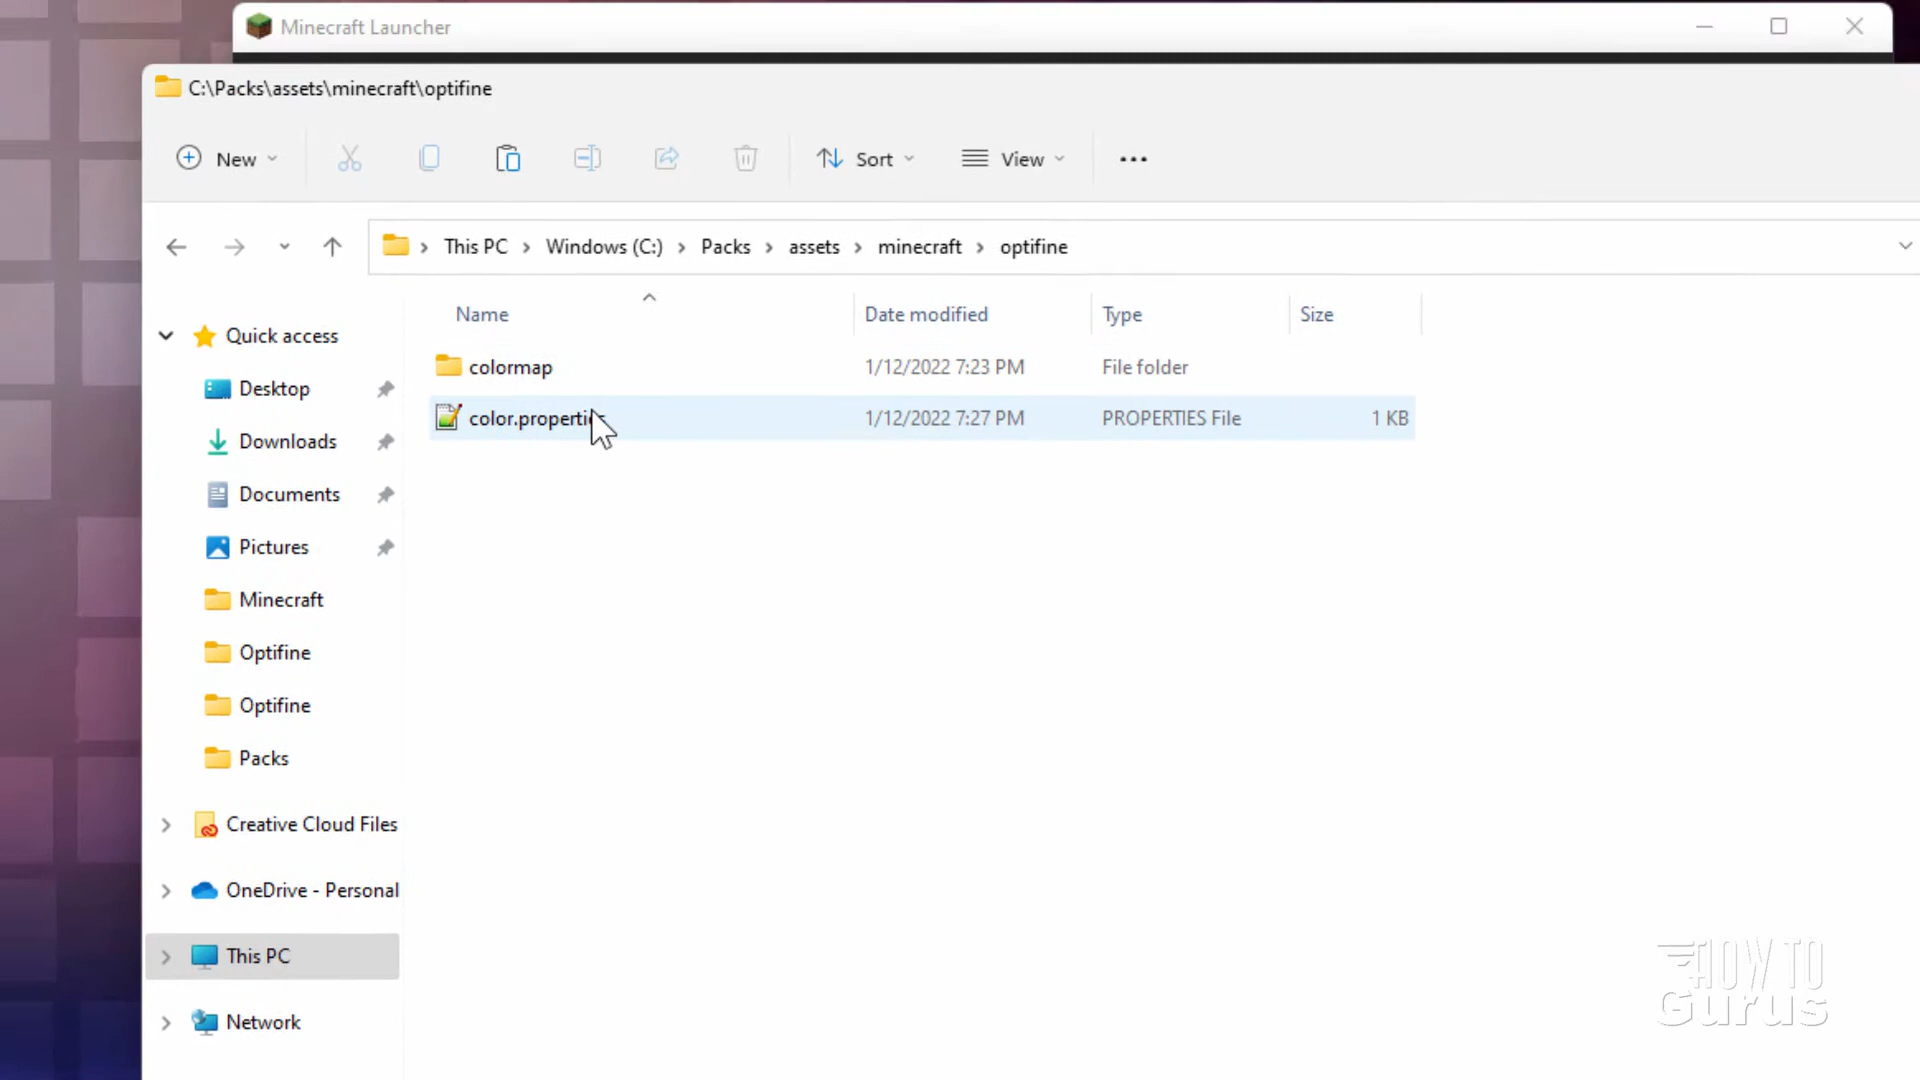 Minecraft Launcher
C:\Packs\assets\minecraft\optifine
New
Sort
View
This PC > Windows (C:) > Packs > assets > minecraft > optifine
Name
Date modified
Type
Size
Quick access
colormap
1/12/2022 7:23 PM
File folder
Desktop
1/12/2022 7:27 PM
PROPERTIES File
1 KB
Downloads
Documents
Pictures
Minecraft
Optifine
Optifine
Packs
Creative Cloud Files
OneDrive - Personal
This PC
Network
HOW TO
Gurus